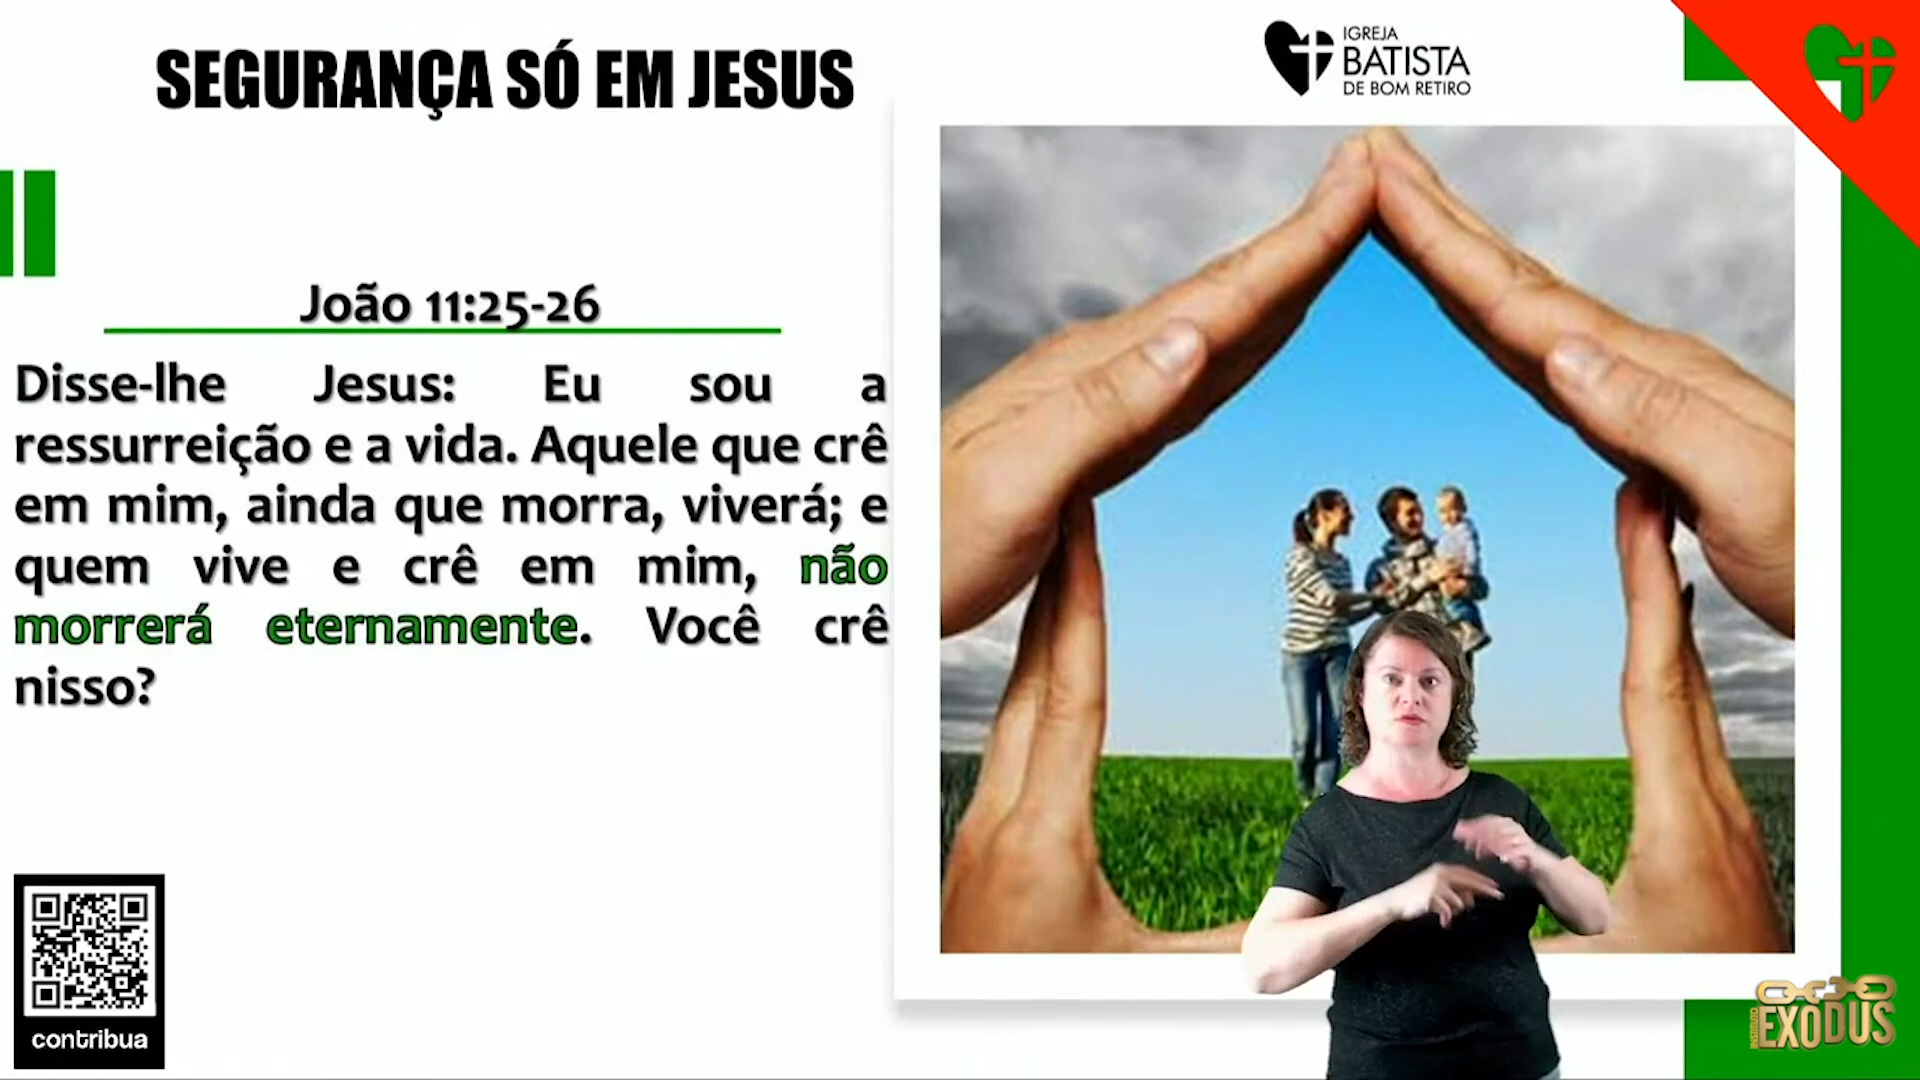 SEGURANÇA SÓ EM JESUS
IGREJA
BATISTA
DE BOM RETIRO
João 11:25-26
Disse-lhe Jesus: Eu sou a
ressurreição e a vida. Aquele que crê
em mim, ainda que morra, viverá; e
quem vive e crê em mim, não
morrerá eternamente. Você crê
nisso?
contribua
INSTITUTO
EXODUS